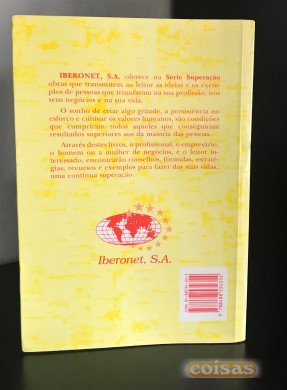 IBERONET, S.A. oferece na Série Superação
obras que transmitem ao leitor as ideias e os exem-
plos de pessoas que triunfaram na sua profissão, nos
seus negócios e na sua vida.
O sonho de criar algo grande, a persistência no
esforço e cultivar os valores humanos, são condições
que cumpriram todos aqueles que conseguiram
resultados superiores aos da maioria das pessoas.
Através destes livros, o profissional, o empresário,
o homem ou a mulher de negócios, e o leitor in-
teressado, encontrarão conselhos, fórmulas, estraté-
gias, recursos e exemplos para fazer das suas vidas,
uma contínua superação.
Iberonet, S.A.
coisas